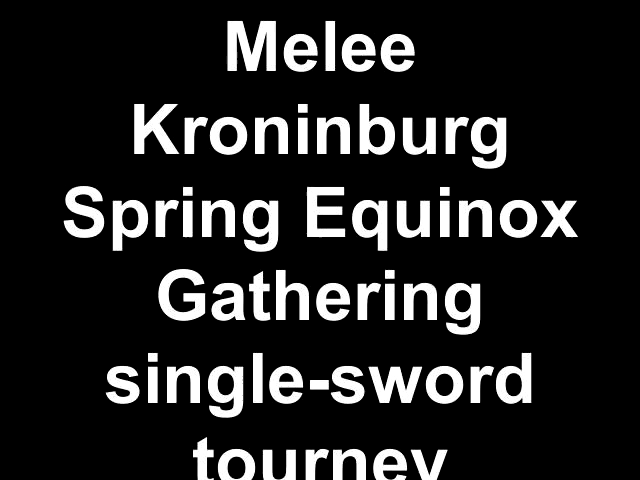 Melee
Kroninburg
Spring Equinox
Gathering
single-sword
tourney